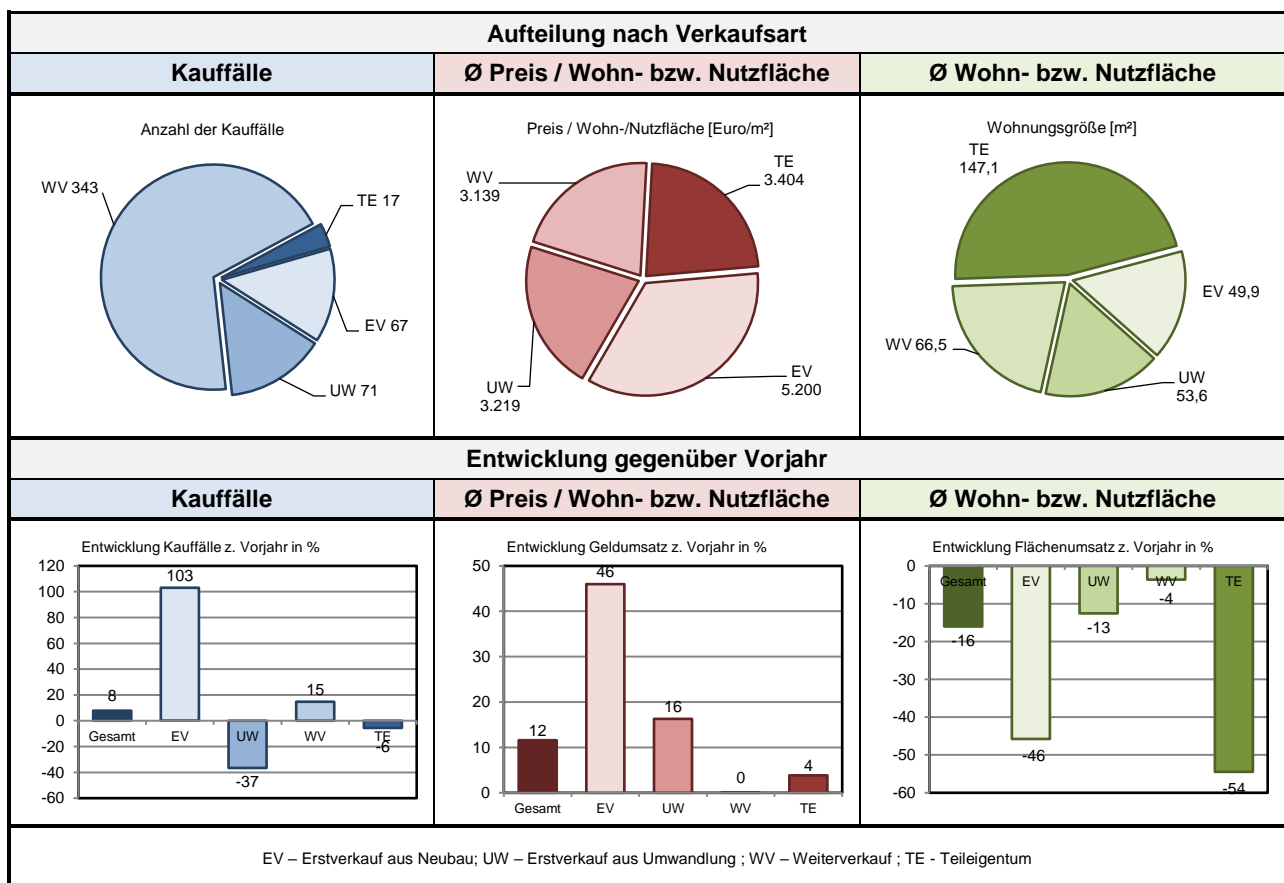 Aufteilung nach Verkaufsart
Kauffälle
Ø Preis / Wohn- bzw. Nutzfläche
Ø Wohn- bzw. Nutzfläche
Anzahl der Kauffälle
WV 343
TE 17
EV 67
UW 71
Preis / Wohn-/Nutzfläche [Euro/m²]
WV
3.139
TE
3.404
UW
3.219
EV
5.200
Wohnungsgröße [m²]
TE
147,1
EV 49,9
WV 66,5
UW
53,6
Entwicklung gegenüber Vorjahr
Kauffälle
Ø Preis / Wohn- bzw. Nutzfläche
Ø Wohn- bzw. Nutzfläche
Entwicklung Kauffälle z. Vorjahr in %
120
100
80
60
40
20
0
-20
-40
-60
8
103
-37
15
-6
Gesamt
EV
UW
WV
TE
Entwicklung Geldumsatz z. Vorjahr in %
50
40
30
20
10
0
12
46
16
0
4
Gesamt
EV
UW
WV
TE
Entwicklung Flächenumsatz z. Vorjahr in %
0
-10
-20
-30
-40
-50
-60
Gesamt
EV
UW
WV
TE
-16
-46
-13
-4
-54
EV – Erstverkauf aus Neubau; UW – Erstverkauf aus Umwandlung ; WV – Weiterverkauf ; TE - Teileigentum